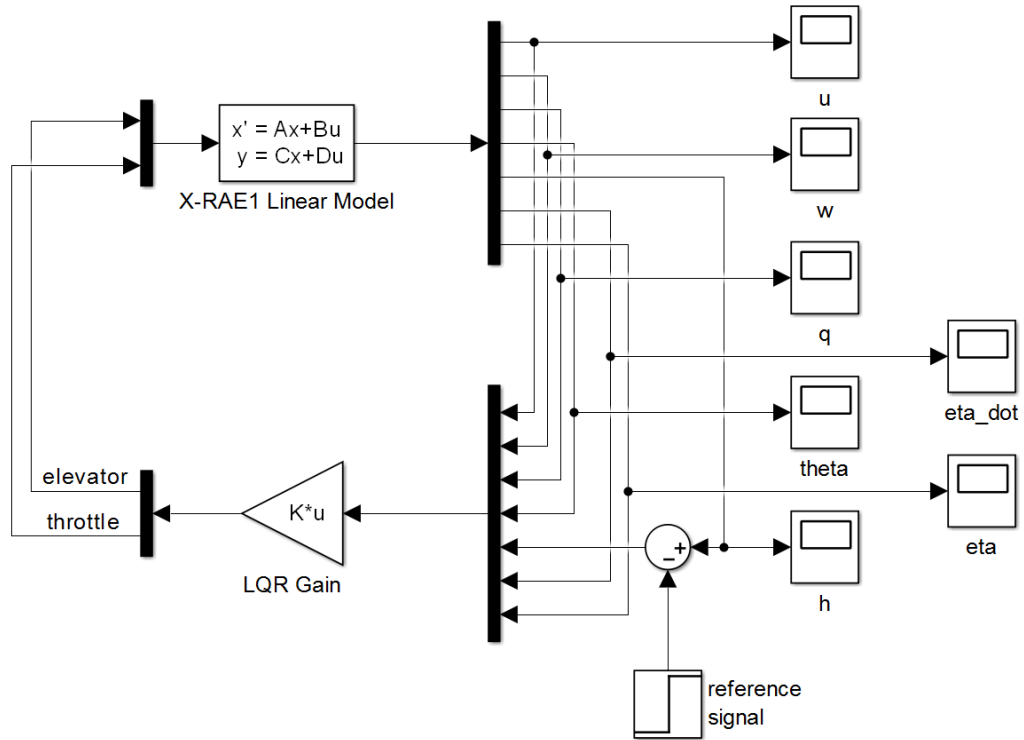 u
x' = Ax+Bu
y = Cx+Du
X-RAE1 Linear Model
w
q
eta_dot
theta
elevator
throttle
K*u
LQR Gain
− +
eta
h
reference
signal